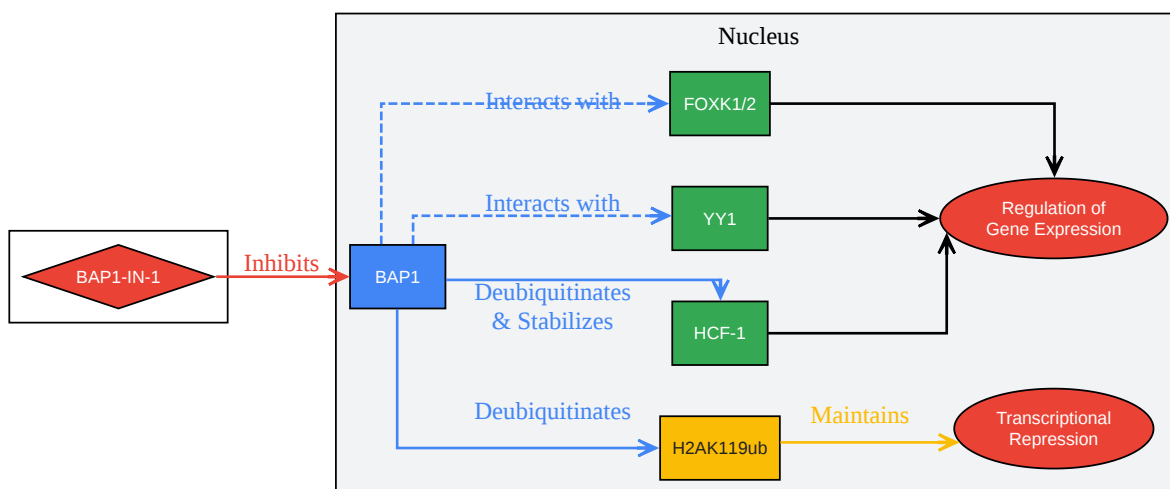 Nucleus
Interacts with
FOXK1/2
Interacts with
YY1
Regulation of
Gene Expression
BAP1-IN-1
Inhibits
BAP1
Deubiquitinates
& Stabilizes
HCF-1
Deubiquitinates
H2AK119ub
Maintains
Transcriptional
Repression